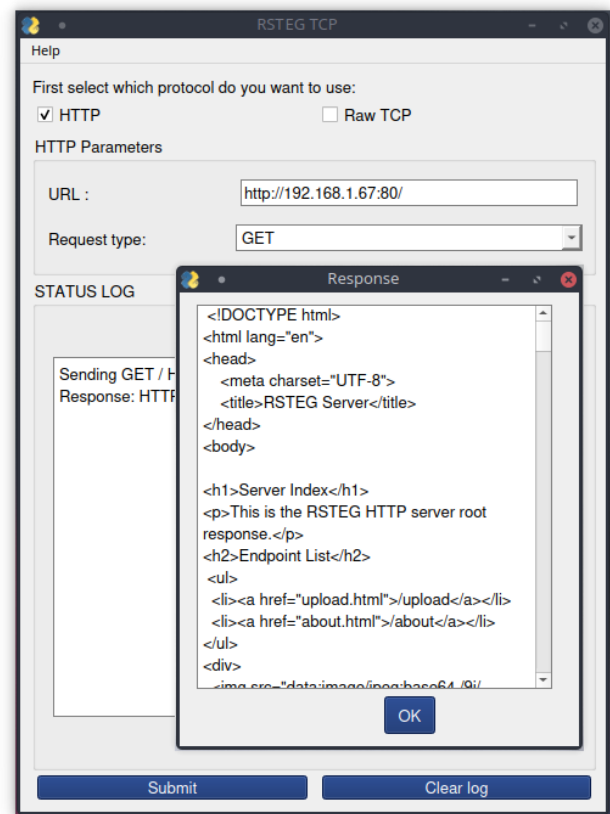 RSTEG TCP
Help
First select which protocol do you want to use:
HTTP
Raw TCP
HTTP Parameters
URL :
http://192.168.1.67:80/
Request type:
GET
STATUS LOG
Sending GET /
Response:
Response
<!DOCTYPE html>
<html lang="en">
<head>
<meta charset="UTF-8">
<title>RSTEG Server</title>
</head>
<body>
<h1>Server Index</h1>
<p>This is the RSTEG HTTP server root
response.</p>
<h2>Endpoint List</h2>
<ul>
<li><a href="upload.html">/upload</a></li>
<li><a href="about.html">/about</a></li>
</ul>
<div>
OK
Submit
Clear log